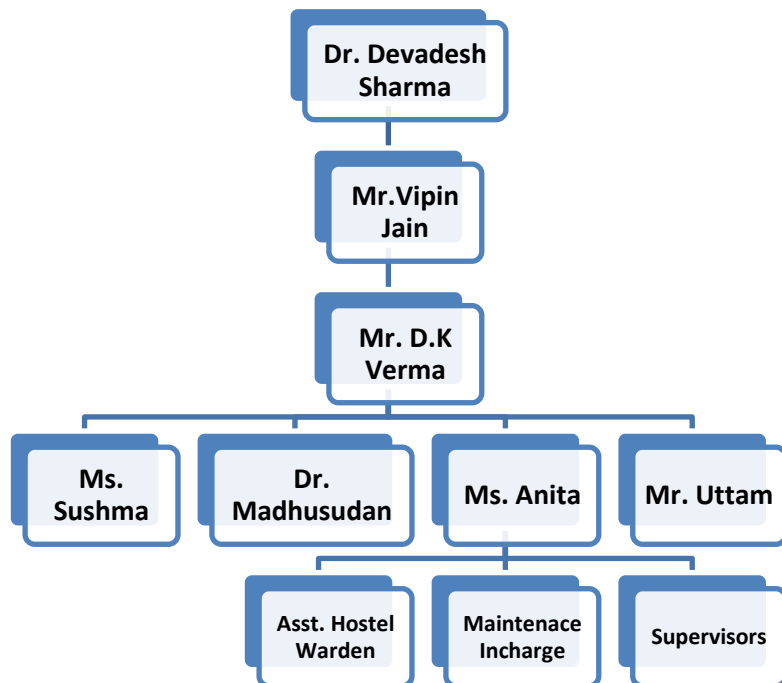 Dr. Devadesh
Sharma
Mr.Vipin
Jain
Mr. D.K
Verma
Ms.
Sushma
Dr.
Madhusudan
Ms. Anita
Mr. Uttam
Asst. Hostel
Warden
Maintenace
Incharge
Supervisors